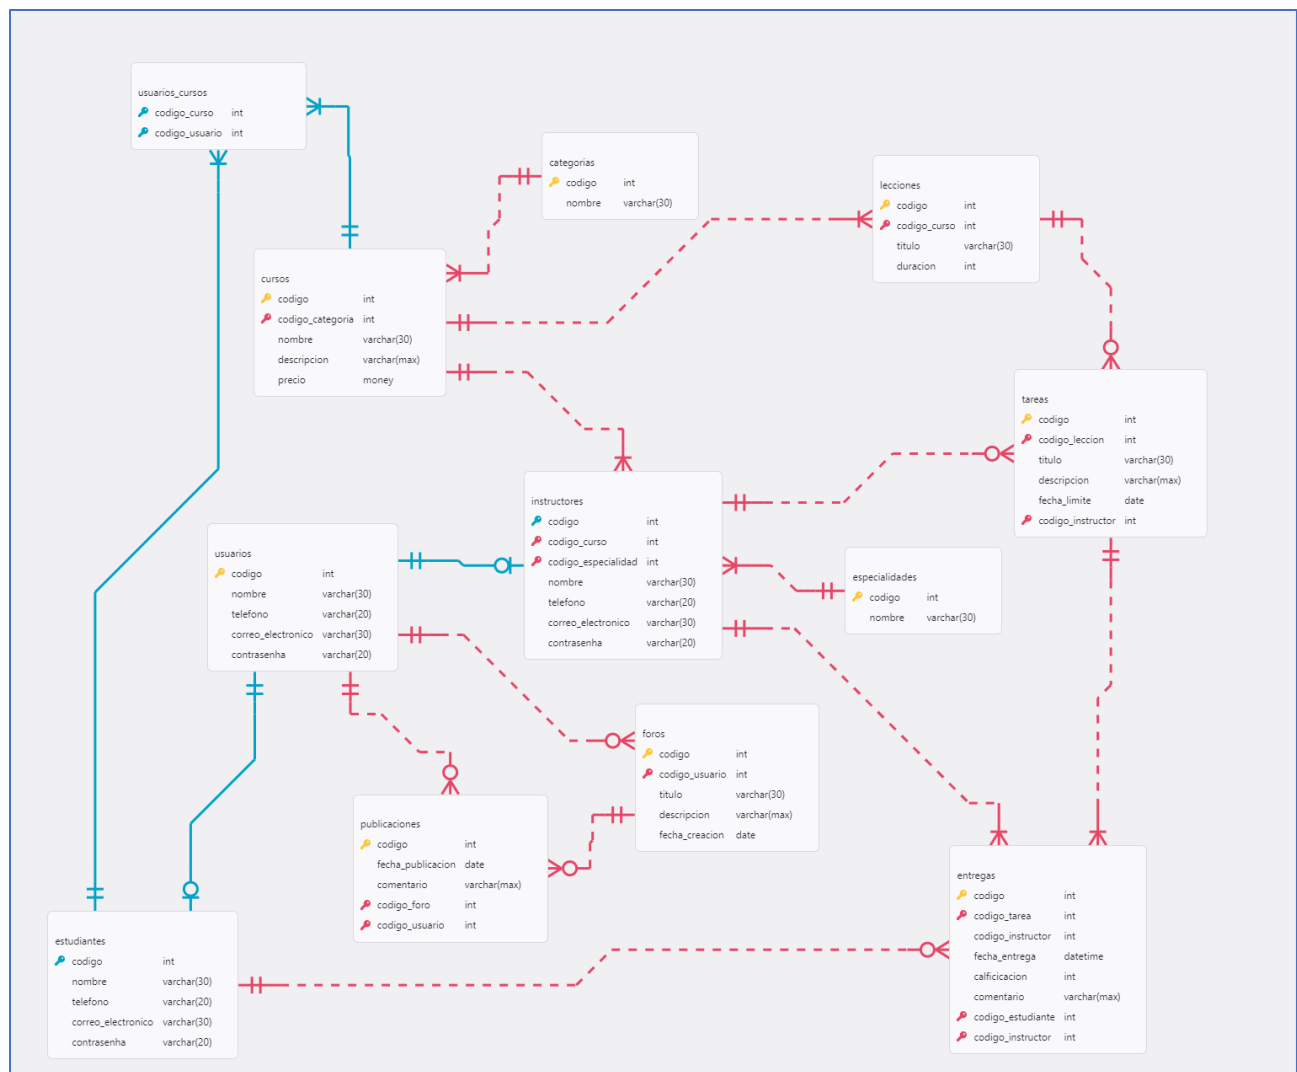 usuarios_cursos
codigo_curso int
codigo_usuario int
categorias
codigo int
nombre varchar(30)
lecciones
codigo int
codigo_curso int
titulo varchar(30)
duracion int
cursos
codigo int
codigo_categoria int
nombre varchar(30)
descripcion varchar(max)
precio money
tareas
codigo int
codigo_leccion int
titulo varchar(30)
descripcion varchar(max)
fecha_limite date
codigo_instructor int
instructores
codigo int
codigo_curso int
codigo_especialidad int
nombre varchar(30)
telefono varchar(20)
correo_electronico varchar(30)
contrasenha varchar(20)
usuarios
codigo int
nombre varchar(30)
telefono varchar(20)
correo_electronico varchar(30)
contrasenha varchar(20)
especialidades
codigo int
nombre varchar(30)
foros
codigo int
codigo_usuario int
titulo varchar(30)
descripcion varchar(max)
fecha_creacion date
publicaciones
codigo int
fecha_publicacion date
comentario varchar(max)
codigo_foro int
codigo_usuario int
entregas
codigo int
codigo_tarea int
codigo_instructor int
fecha_entrega datetime
calficicacion int
comentario varchar(max)
codigo_estudiante int
codigo_instructor int
estudiantes
codigo int
nombre varchar(30)
telefono varchar(20)
correo_electronico varchar(30)
contrasenha varchar(20)